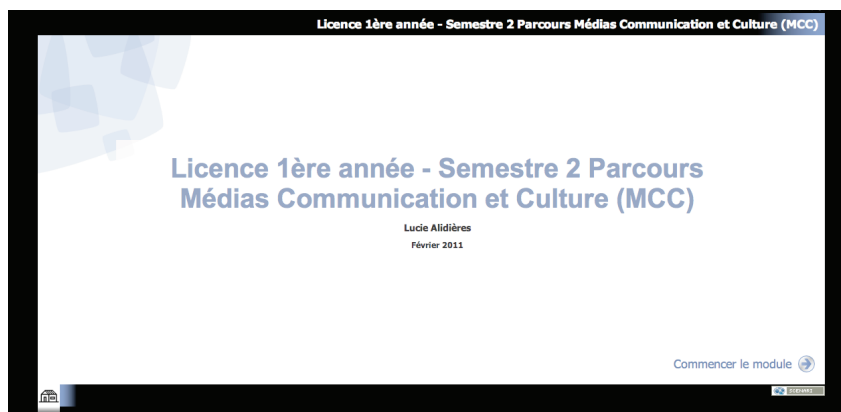 Licence 1ère année - Semestre 2 Parcours Médias Communication et Culture (MCC)
Licence 1ère année - Semestre 2 Parcours
Médias Communication et Culture (MCC)
Lucie Alidières
Février 2011
Commencer le module